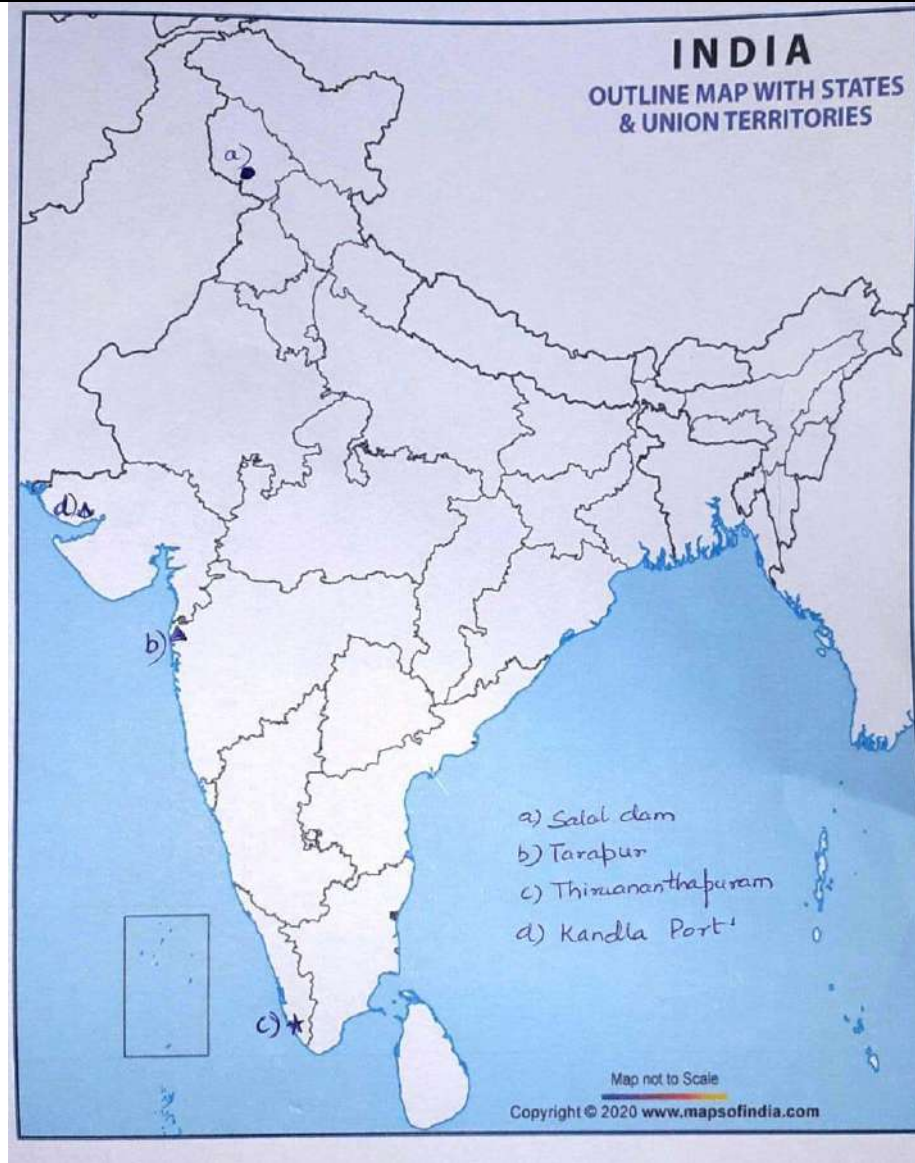 INDIA
OUTLINE MAP WITH STATES
& UNION TERRITORIES
a)
d)
b)
a) Salal dam
b) Tarapur
c) Thiruananthapuram
d) Kandla Port
c)
Map not to Scale
Copyright © 2020 www.mapsofindia.com